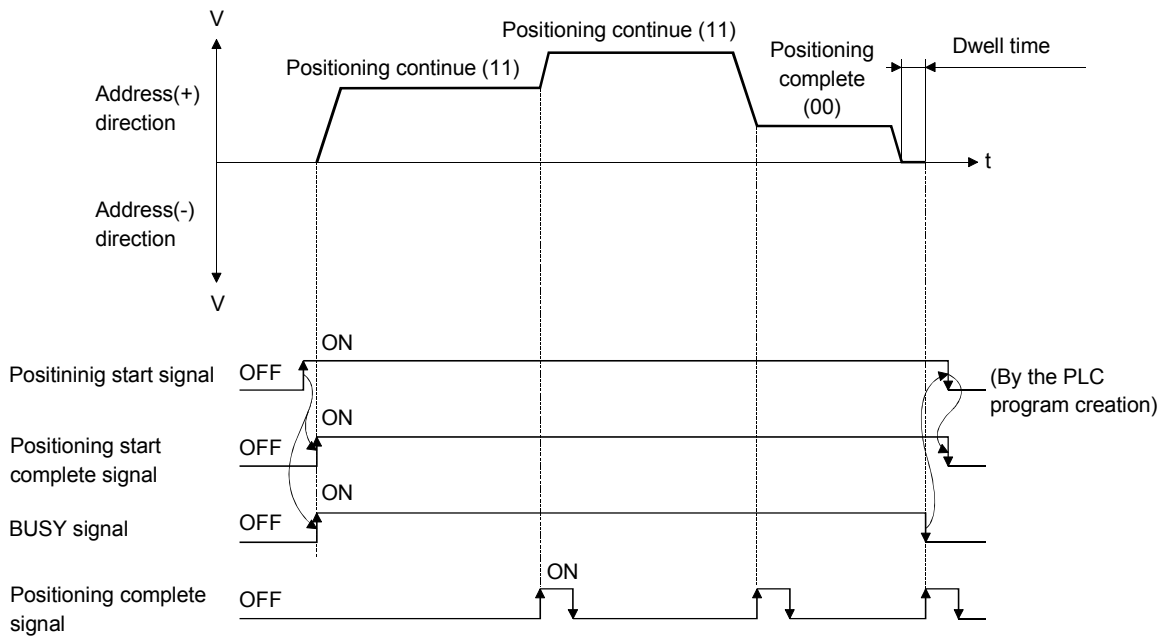 V
Positioning continue (11)
Positioning continue (11)
Positioning
complete
(00)
Dwell time
Address(+)
direction
t
Address(-)
direction
V
ON
Positininig start signal
OFF
(By the PLC
program creation)
ON
Positioning start
complete signal
OFF
ON
BUSY signal
OFF
ON
Positioning complete
signal
OFF